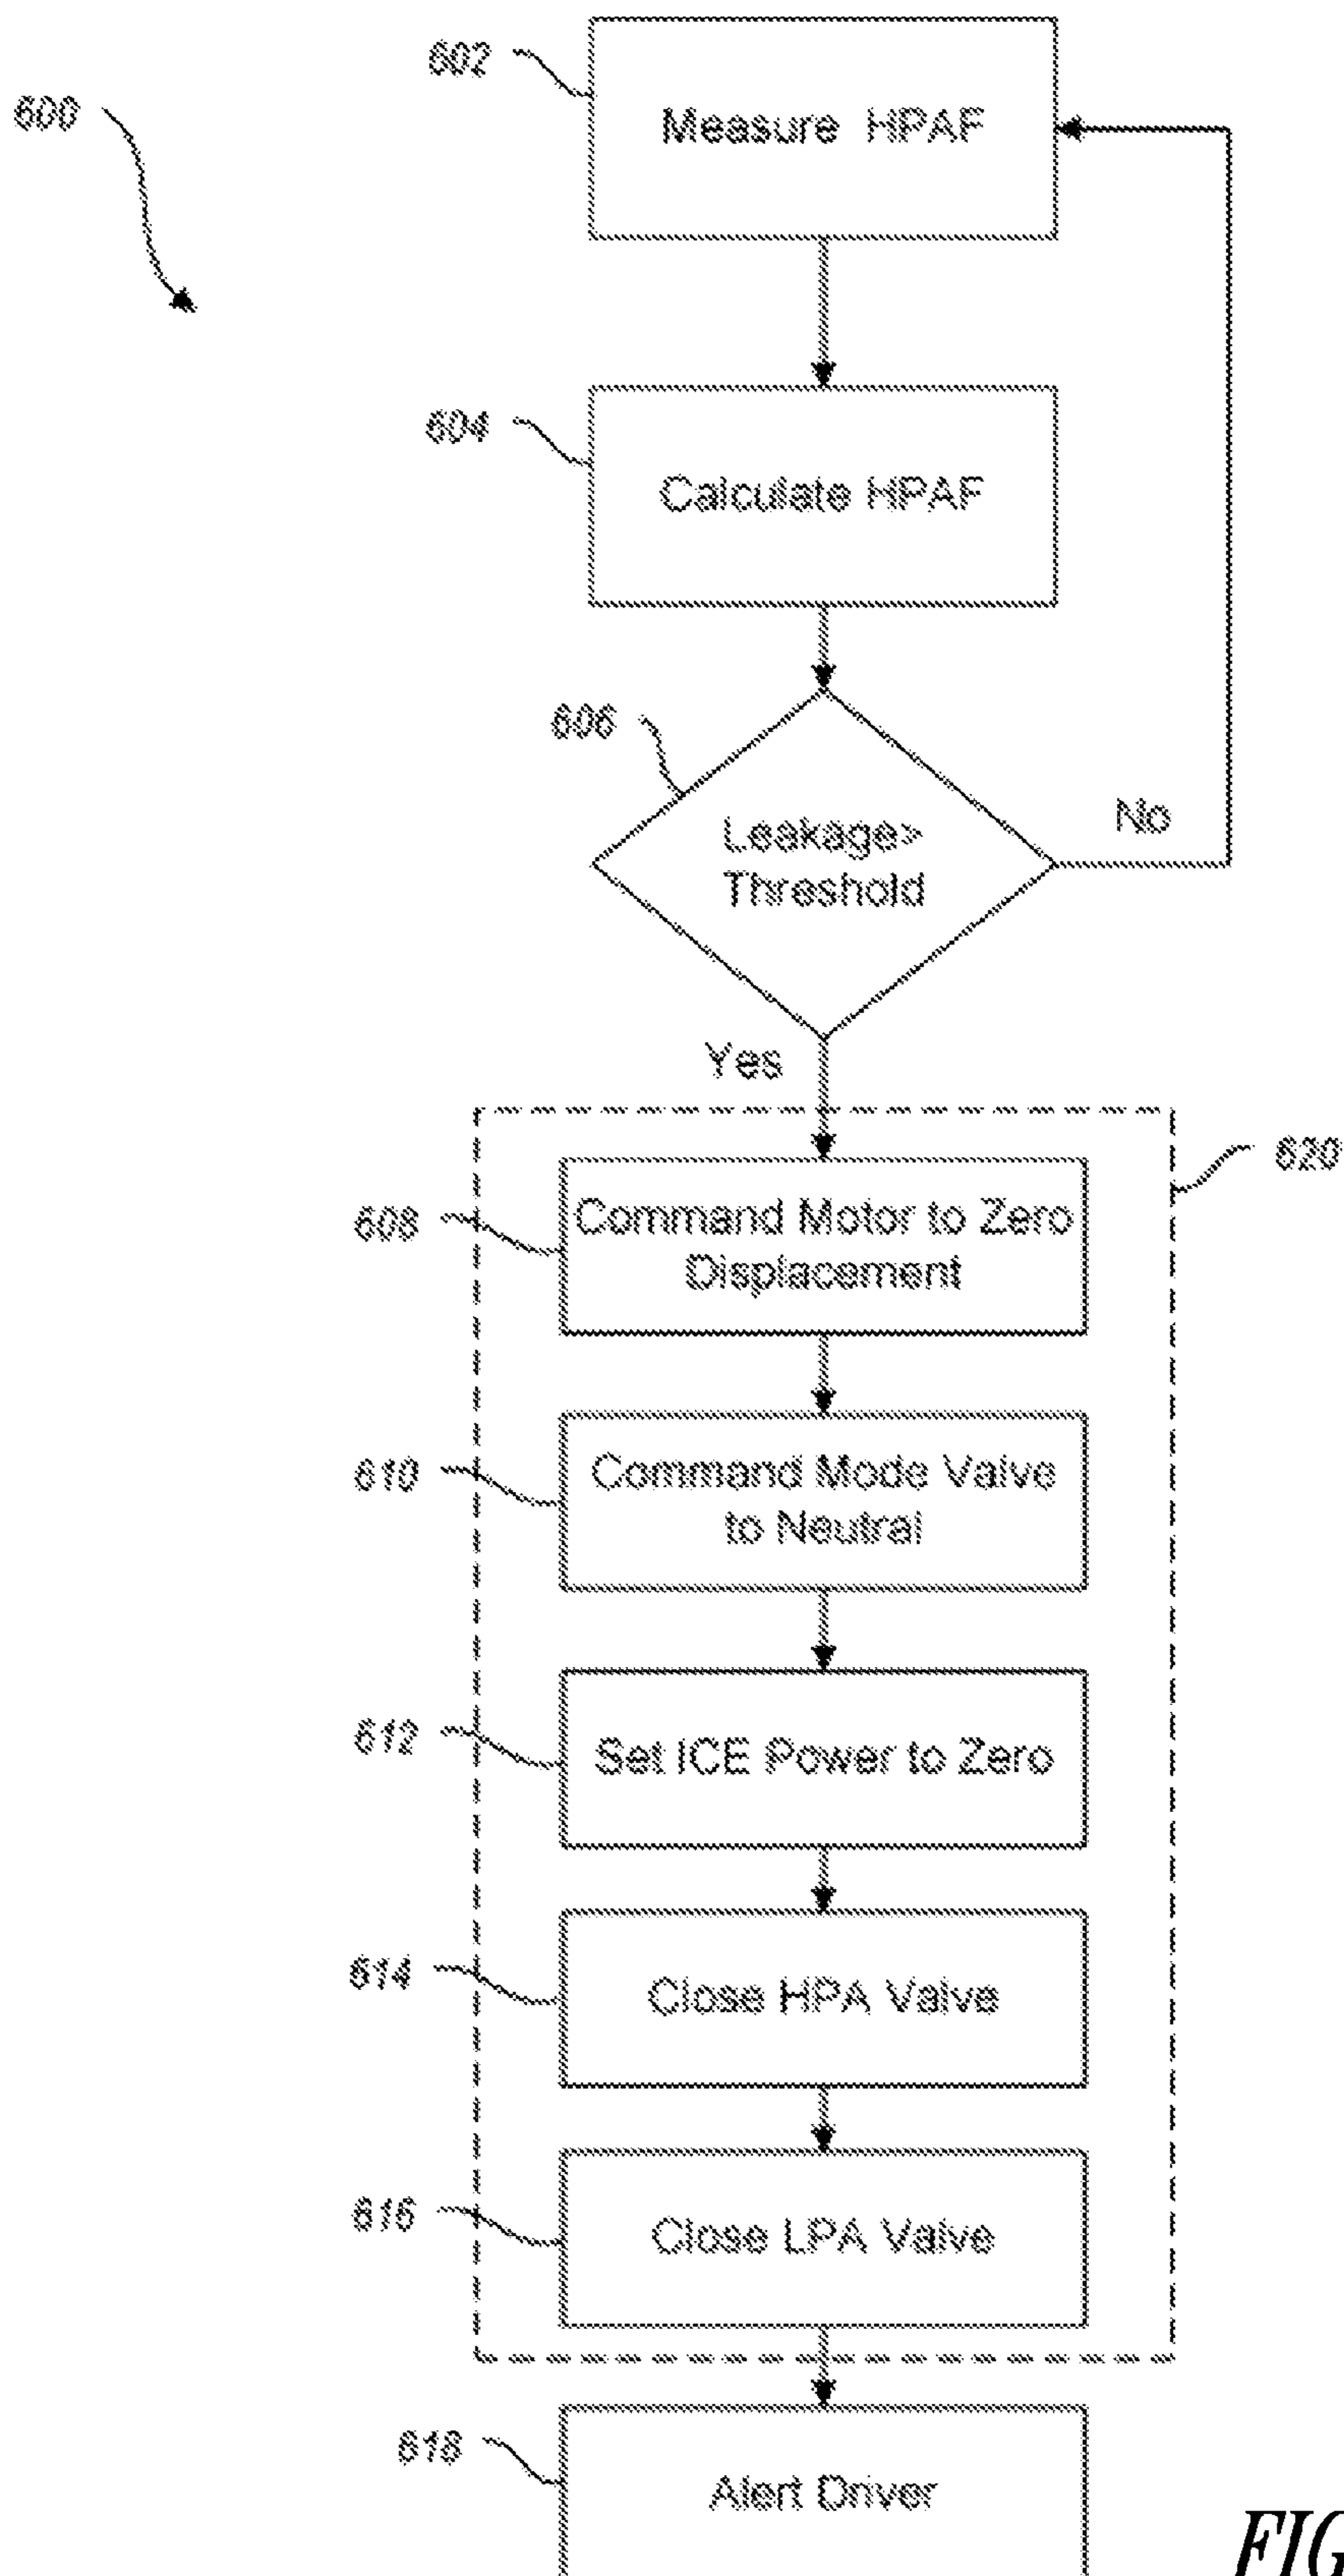 602
600
Measure HPAF
604
Calculate HPAF
606
Leakage>
Threshold
No
Yes
620
608
Command Motor to Zero
Displacement
610
Command Mode Valve
to Neutral
612
Set ICE Power to Zero
614
Close HPA Valve
616
Close LPA Valve
618
Alert Driver
FIG